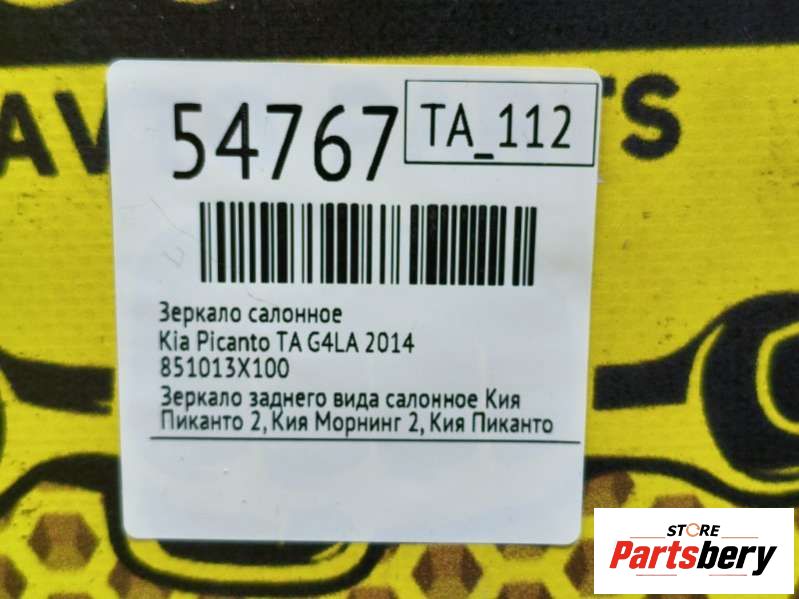 54767
TA_112
Зеркало салонное
Kia Picanto TA G4LA 2014
851013X100
Зеркало заднего вида салонное Кия
Пиканто 2, Кия Морнинг 2, Кия Пиканто
STORE
Partsbery